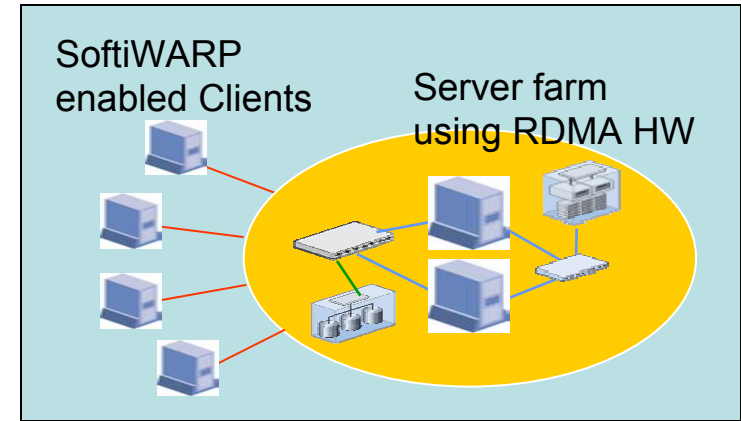 SoftiWARP
enabled Clients
Server farm
using RDMA HW